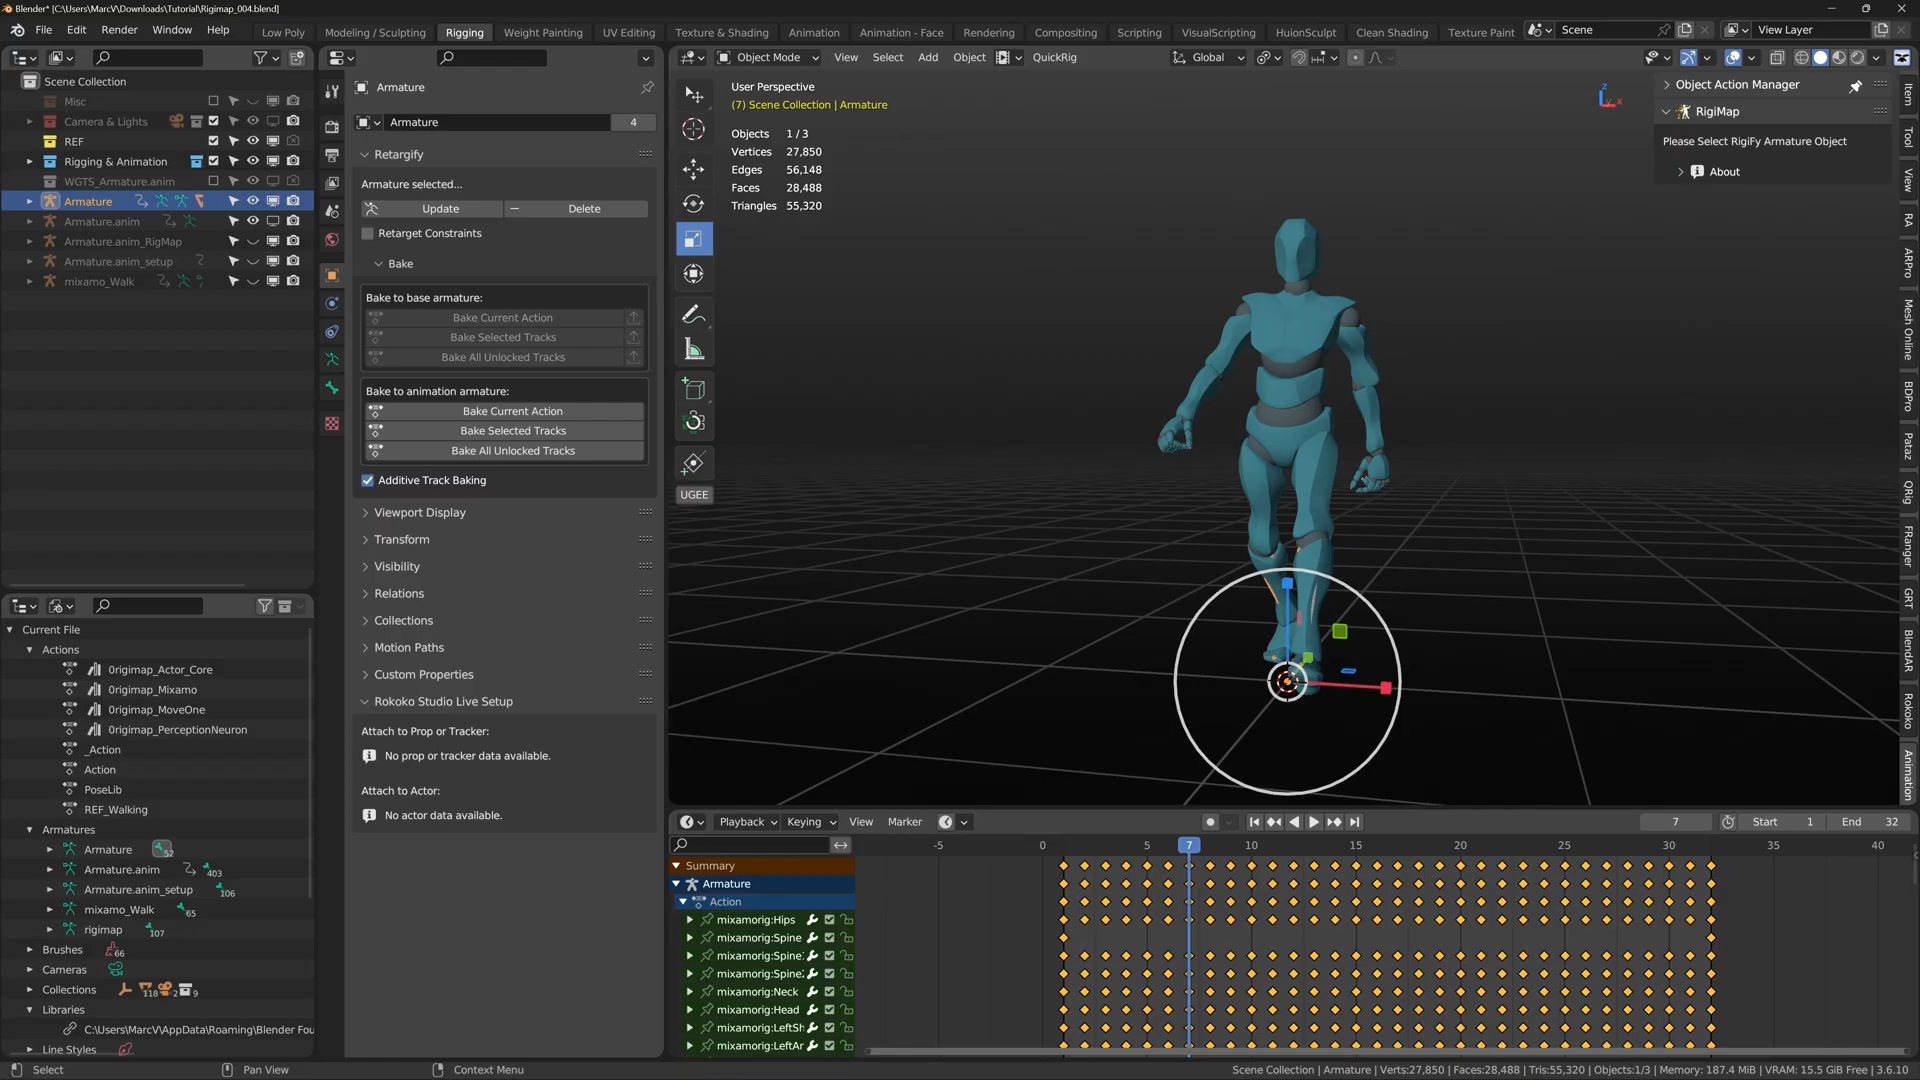 Blender* [C:\Users\MarcV\Downloads\Tutorial\Rigimap_004.blend]
File Edit Render Window Help
Low Poly Modeling / Sculpting Rigging Weight Painting UV Editing Texture & Shading Animation Animation - Face Rendering Compositing Scripting VisualScripting HuionSculpt Clean Shading Texture Paint
Scene
View Layer
Scene Collection
Misc
Camera & Lights
REF
Rigging & Animation
WGTS_Armature.anim
Armature
Armature.anim
Armature.anim_RigMap
Armature.anim_setup
mixamo_Walk
Current File
Actions
0rigimap_Actor_Core
0rigimap_Mixamo
0rigimap_MoveOne
0rigimap_PerceptionNeuron
_Action
Action
PoseLib
REF_Walking
Armatures
Armature 52
Armature.anim 403
Armature.anim_setup 106
mixamo_Walk 65
rigimap 107
Brushes 66
Cameras
Collections 118 2 9
Libraries
C:\Users\MarcV\AppData\Roaming\Blender Fou
Line Styles
Armature
Armature 4
Retargify
Armature selected...
Update Delete
Retarget Constraints
Bake
Bake to base armature:
Bake Current Action
Bake Selected Tracks
Bake All Unlocked Tracks
Bake to animation armature:
Bake Current Action
Bake Selected Tracks
Bake All Unlocked Tracks
Additive Track Baking
Viewport Display
Transform
Visibility
Relations
Collections
Motion Paths
Custom Properties
Rokoko Studio Live Setup
Attach to Prop or Tracker:
No prop or tracker data available.
Attach to Actor:
No actor data available.
Object Mode View Select Add Object QuickRig Global
User Perspective
(7) Scene Collection | Armature
Objects 1 / 3
Vertices 27,850
Edges 56,148
Faces 28,488
Triangles 55,320
UGEE
Z
X
Object Action Manager
RigiMap
Please Select RigiFy Armature Object
About
Item
Tool
View
RA
ARPro
Mesh Online
BDPro
Pataz
QRig
FRanger
GRT
BlendAR
Rokoko
Animation
Playback Keying View Marker 7 Start 1 End 32
-5 0 5 7 10 15 20 25 30 35 40
Summary
Armature
Action
mixamorig:Hips
mixamorig:Spine
mixamorig:Spine
mixamorig:Spine
mixamorig:Neck
mixamorig:Head
mixamorig:LeftSh
mixamorig:LeftAr
Select Pan View Context Menu
Scene Collection | Armature | Verts:27,850 | Faces:28,488 | Tris:55,320 | Objects:1/3 | Memory: 187.4 MiB | VRAM: 15.5 GiB Free | 3.6.10